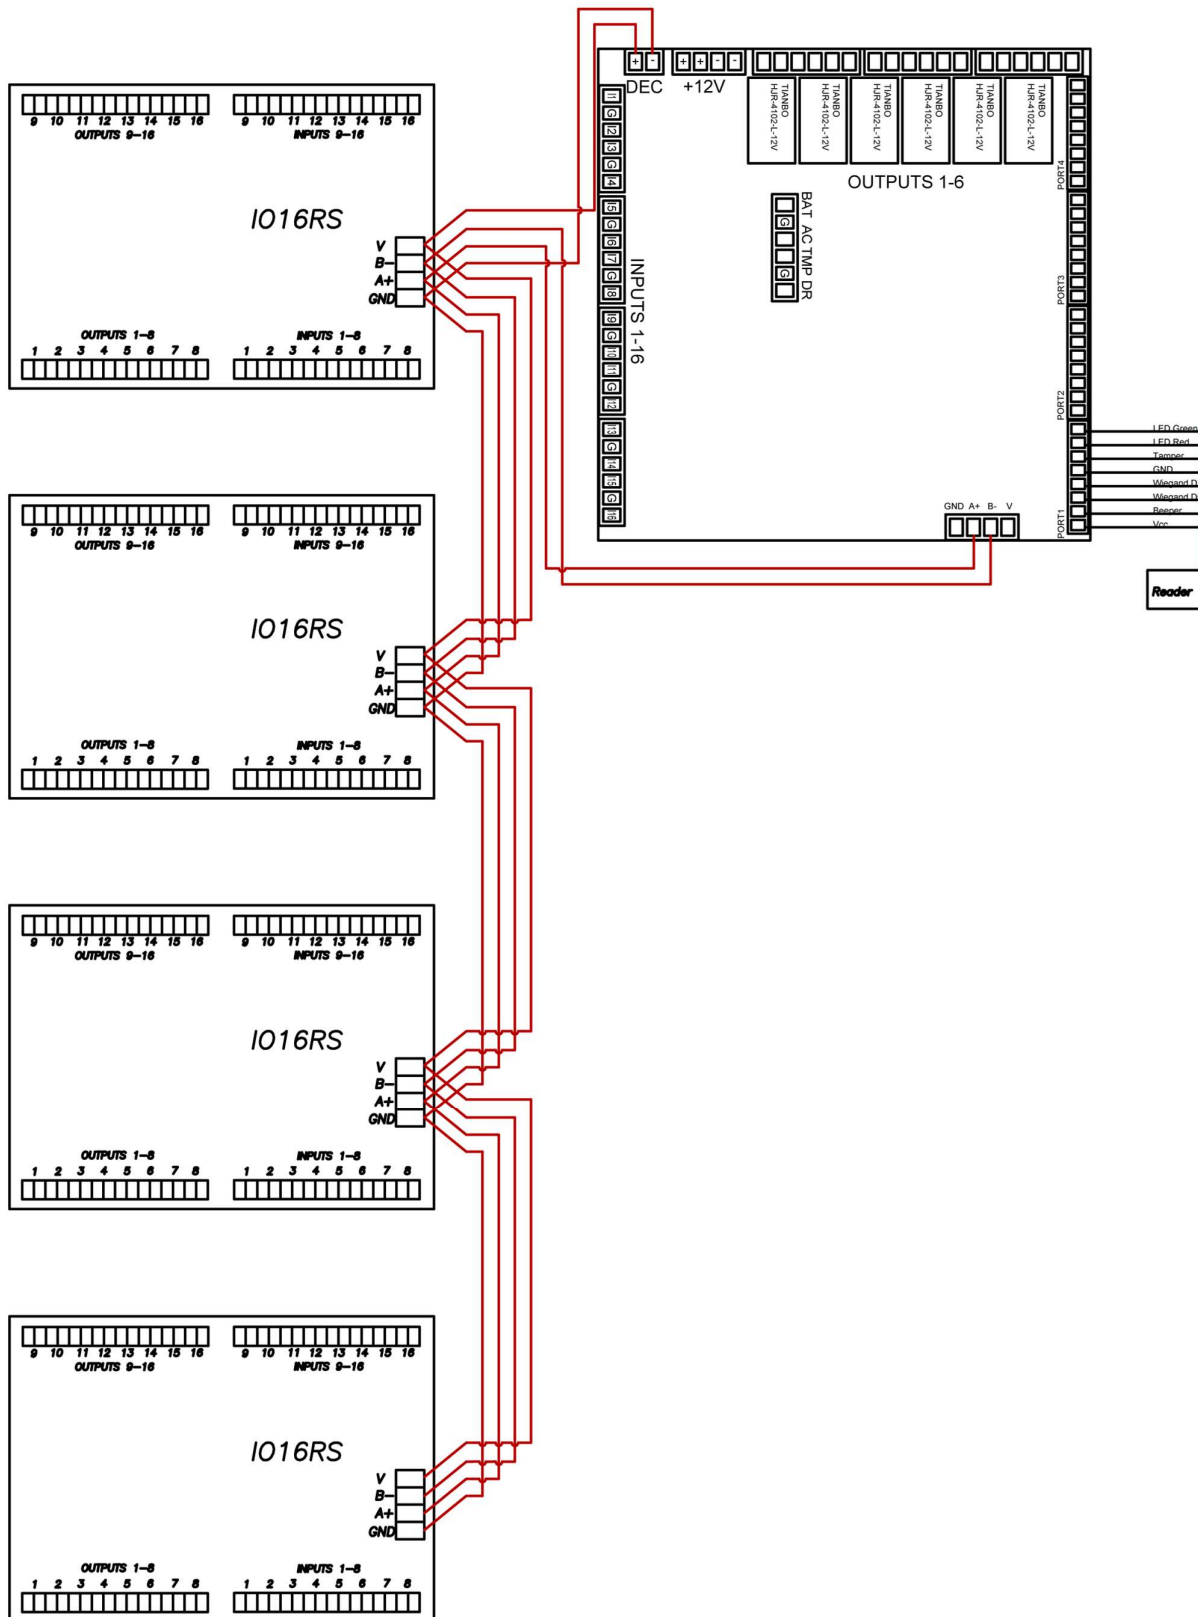 + -
+ + - -
DEC +12V
TIANBO
HJR-4102-L-12V
TIANBO
HJR-4102-L-12V
TIANBO
HJR-4102-L-12V
TIANBO
HJR-4102-L-12V
TIANBO
HJR-4102-L-12V
TIANBO
HJR-4102-L-12V
OUTPUTS 1-6
I1
G
I2
I3
G
I4
I5
G
I6
I7
G
I8
I9
G
I10
I11
G
I12
I13
G
I14
I15
G
I16
INPUTS 1-16
BAT AC TMP DR
G
G
PORT4
PORT3
PORT2
PORT1
GND A+ B- V
LED Green
LED Red
Tamper
GND
Wiegand D
Wiegand D
Beeper
Vcc
Reader
9 10 11 12 13 14 15 16
OUTPUTS 9-16
9 10 11 12 13 14 15 16
INPUTS 9-16
IO16RS
V
B-
A+
GND
OUTPUTS 1-8
1 2 3 4 5 6 7 8
INPUTS 1-8
1 2 3 4 5 6 7 8
9 10 11 12 13 14 15 16
OUTPUTS 9-16
9 10 11 12 13 14 15 16
INPUTS 9-16
IO16RS
V
B-
A+
GND
OUTPUTS 1-8
1 2 3 4 5 6 7 8
INPUTS 1-8
1 2 3 4 5 6 7 8
9 10 11 12 13 14 15 16
OUTPUTS 9-16
9 10 11 12 13 14 15 16
INPUTS 9-16
IO16RS
V
B-
A+
GND
OUTPUTS 1-8
1 2 3 4 5 6 7 8
INPUTS 1-8
1 2 3 4 5 6 7 8
9 10 11 12 13 14 15 16
OUTPUTS 9-16
9 10 11 12 13 14 15 16
INPUTS 9-16
IO16RS
V
B-
A+
GND
OUTPUTS 1-8
1 2 3 4 5 6 7 8
INPUTS 1-8
1 2 3 4 5 6 7 8